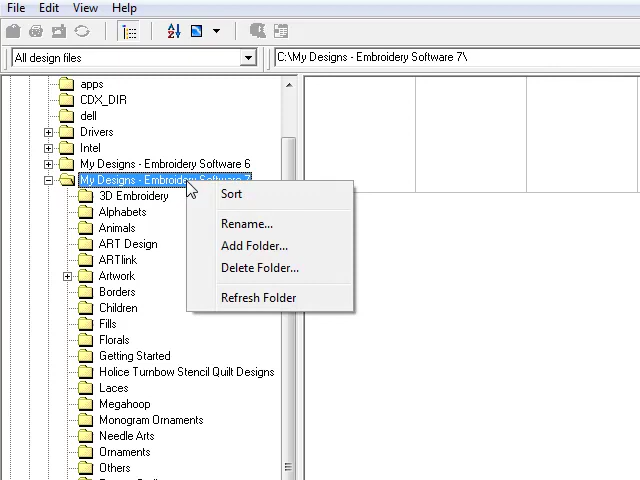 File Edit View Help
All design files
C:\My Designs - Embroidery Software 7\
apps
CDX_DIR
dell
Drivers
Intel
My Designs - Embroidery Software 6
My Designs - Embroidery Software 7
3D Embroidery
Alphabets
Animals
ART Design
ARTlink
Artwork
Borders
Children
Fills
Florals
Getting Started
Holice Turnbow Stencil Quilt Designs
Laces
Megahoop
Monogram Ornaments
Needle Arts
Ornaments
Others
Sort
Rename...
Add Folder...
Delete Folder...
Refresh Folder